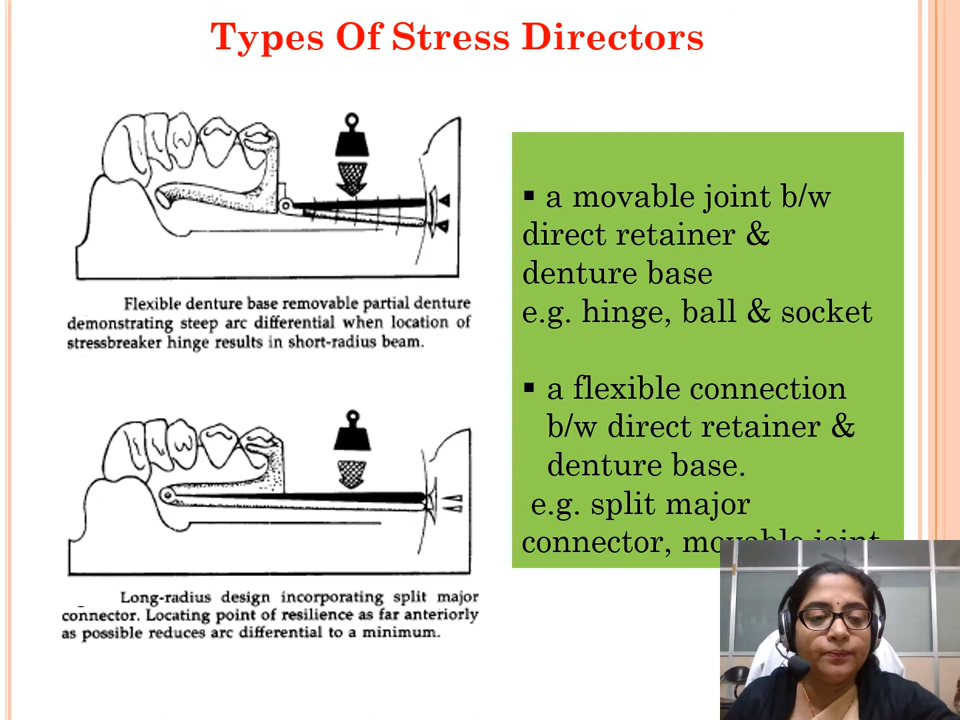 Types Of Stress Directors
Flexible denture base removable partial denture
demonstrating steep arc differential when location of
stressbreaker hinge results in short-radius beam.
Long-radius design incorporating split major
connector. Locating point of resilience as far anteriorly
as possible reduces arc differential to a minimum.
▪ a movable joint b/w
direct retainer &
denture base
e.g. hinge, ball & socket
▪ a flexible connection
b/w direct retainer &
denture base.
e.g. split major
connector, movable joint